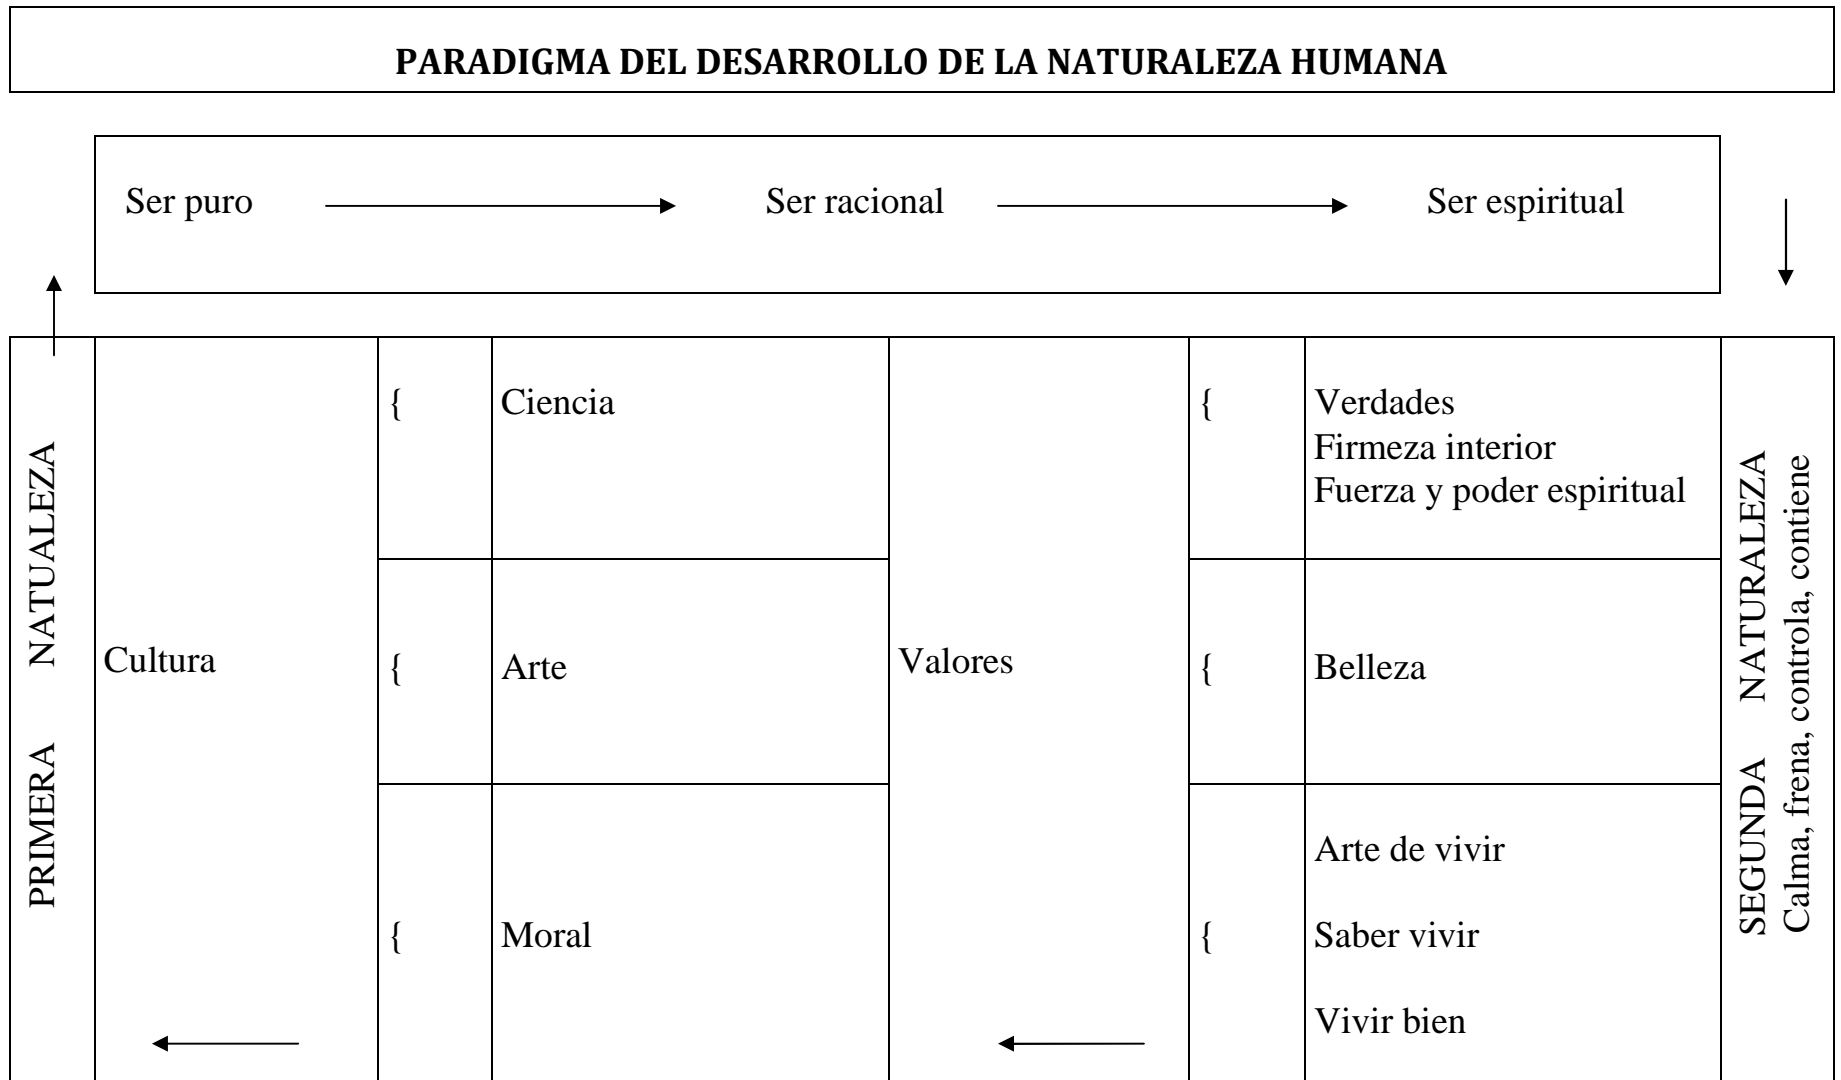 PARADIGMA DEL DESARROLLO DE LA NATURALEZA HUMANA
Ser puro
Ser racional
Ser espiritual
PRIMERA NATUALEZA
Cultura
{
Ciencia
{
Arte
{
Moral
Valores
{
Verdades
Firmeza interior
Fuerza y poder espiritual
{
Belleza
{
Arte de vivir
Saber vivir
Vivir bien
SEGUNDA NATURALEZA
Calma, frena, controla, contiene